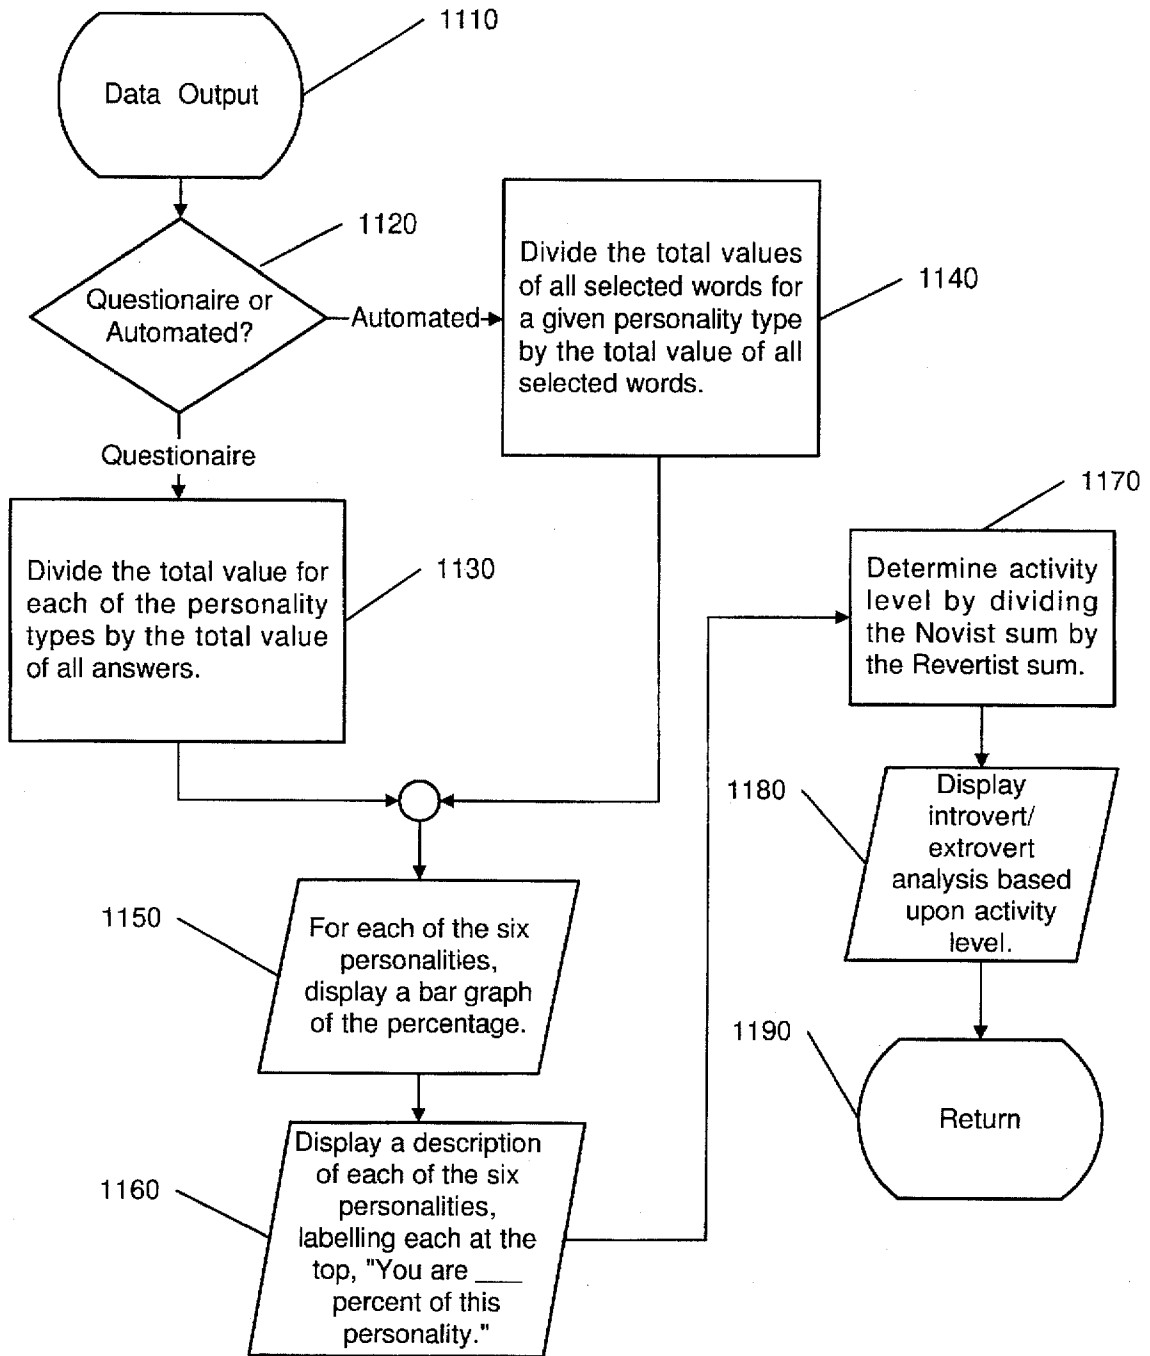 1110
Data Output
1120
Questionaire or
Automated?
Automated
Divide the total values
of all selected words for
a given personality type
by the total value of all
selected words.
1140
Questionaire
Divide the total value for
each of the personality
types by the total value
of all answers.
1130
1150
For each of the six
personalities,
display a bar graph
of the percentage.
1160
Display a description
of each of the six
personalities,
labelling each at the
top, "You are ___
percent of this
personality."
1170
Determine activity
level by dividing
the Novist sum by
the Revertist sum.
1180
Display
introvert/
extrovert
analysis based
upon activity
level.
1190
Return